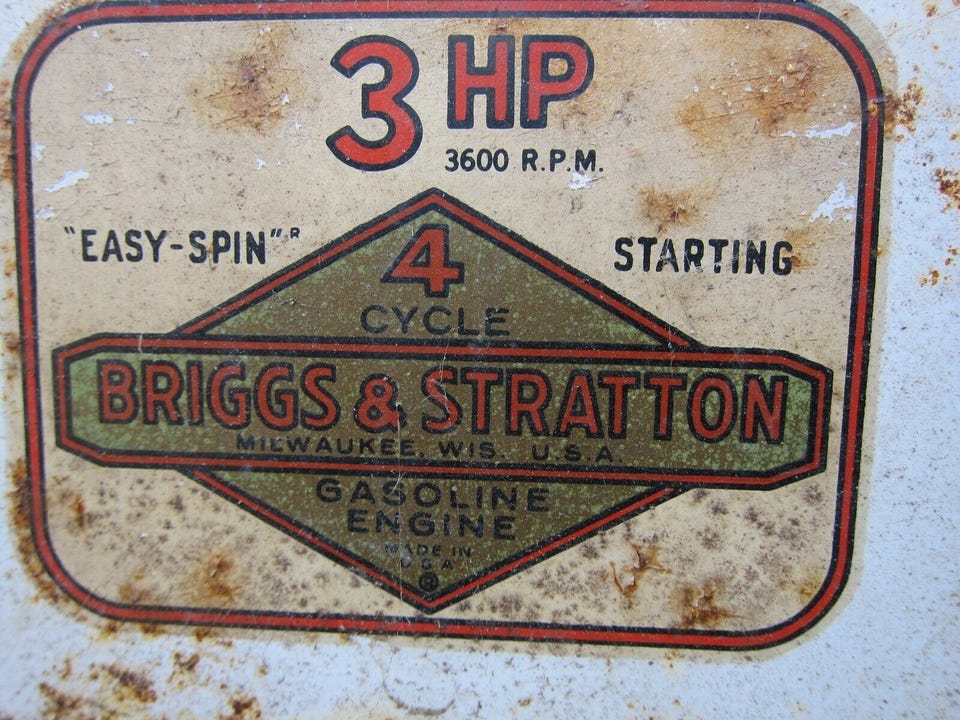 3 HP
3600 R.P.M.
"EASY-SPIN"® STARTING
4
CYCLE
BRIGGS & STRATTON
MILWAUKEE, WIS. U.S.A.
GASOLINE
ENGINE
MADE IN
U.S.A.
®